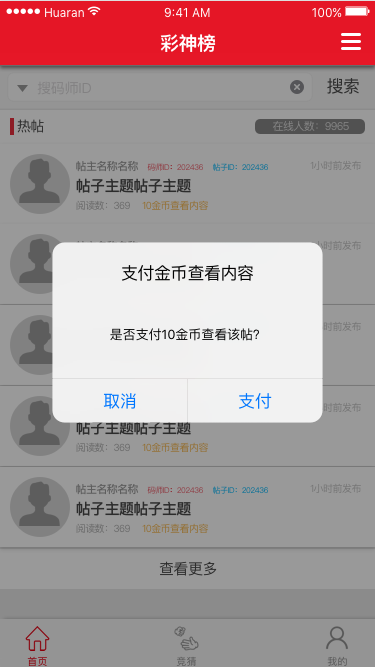 Huaran 9:41 AM 100%
彩神榜
搜码师ID 搜索
热帖 在线人数：9965
帖主名称名称 码师ID：202436 帖子ID：202436 1小时前发布
帖子主题帖子主题
阅读数：369 10金币查看内容
1小时前发布
支付金币查看内容
1小时前发布
是否支付10金币查看该帖?
取消 支付
1小时前发布
帖子主题帖子主题
阅读数：369 10金币查看内容
帖主名称名称 码师ID：202436 帖子ID：202436 1小时前发布
帖子主题帖子主题
阅读数：369 10金币查看内容
查看更多
首页 竞猜 我的